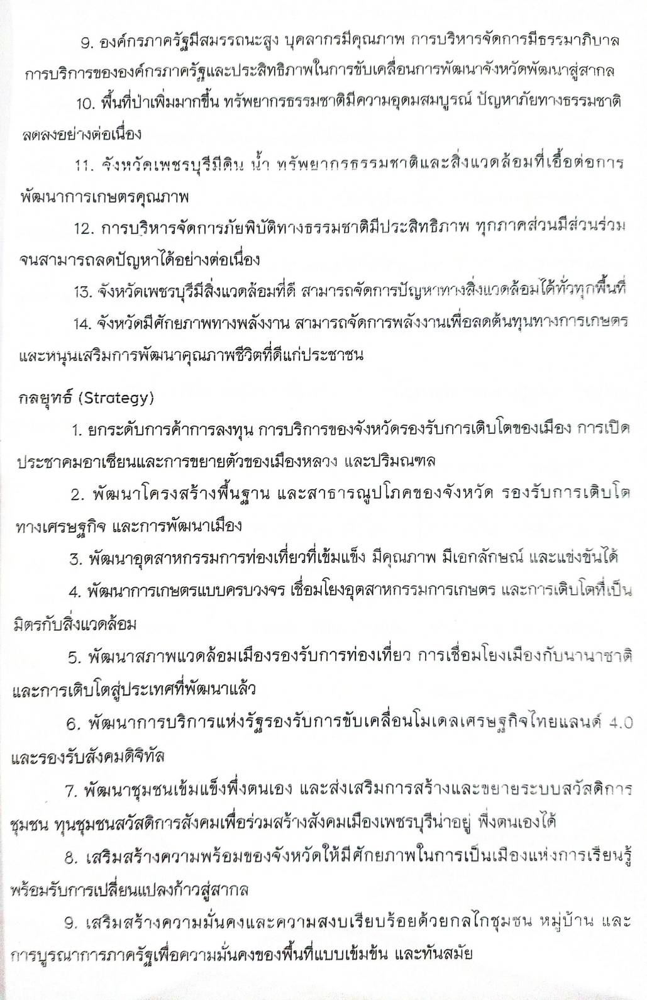 9. องค์กรภาครัฐมีสมรรถนะสูง บุคลากรมีคุณภาพ การบริหารจัดการมีธรรมาภิบาล
การบริการขององค์กรภาครัฐและประสิทธิภาพในการขับเคลื่อนการพัฒนาจังหวัดพัฒนาสู่สากล
10. พื้นที่ป่าเพิ่มมากขึ้น ทรัพยากรธรรมชาติมีความอุดมสมบูรณ์ ปัญหาภัยทางธรรมชาติ
ลดลงอย่างต่อเนื่อง
11. จังหวัดเพชรบุรีมีดิน น้ำ ทรัพยากรธรรมชาติและสิ่งแวดล้อมที่เอื้อต่อการ
พัฒนาการเกษตรคุณภาพ
12. การบริหารจัดการภัยพิบัติทางธรรมชาติมีประสิทธิภาพ ทุกภาคส่วนมีส่วนร่วม
จนสามารถลดปัญหาได้อย่างต่อเนื่อง
13. จังหวัดเพชรบุรีมีสิ่งแวดล้อมที่ดี สามารถจัดการปัญหาทางสิ่งแวดล้อมได้ทั่วทุกพื้นที่
14. จังหวัดมีศักยภาพทางพลังงาน สามารถจัดการพลังงานเพื่อลดต้นทุนทางการเกษตร
และหนุนเสริมการพัฒนาคุณภาพชีวิตที่ดีแก่ประชาชน
กลยุทธ์ (Strategy)
1. ยกระดับการค้าการลงทุน การบริการของจังหวัดรองรับการเติบโตของเมือง การเปิด
ประชาคมอาเซียนและการขยายตัวของเมืองหลวง และปริมณฑล
2. พัฒนาโครงสร้างพื้นฐาน และสาธารณูปโภคของจังหวัด รองรับการเติบโต
ทางเศรษฐกิจ และการพัฒนาเมือง
3. พัฒนาอุตสาหกรรมการท่องเที่ยวที่เข้มแข็ง มีคุณภาพ มีเอกลักษณ์ และแข่งขันได้
4. พัฒนาการเกษตรแบบครบวงจร เชื่อมโยงอุตสาหกรรมการเกษตร และการเติบโตที่เป็น
มิตรกับสิ่งแวดล้อม
5. พัฒนาสภาพแวดล้อมเมืองรองรับการท่องเที่ยว การเชื่อมโยงเมืองกับนานาชาติ
และการเติบโตสู่ประเทศที่พัฒนาแล้ว
6. พัฒนาการบริการแห่งรัฐรองรับการขับเคลื่อนโมเดลเศรษฐกิจไทยแลนด์ 4.0
และรองรับสังคมดิจิทัล
7. พัฒนาชุมชนเข้มแข็งพึ่งตนเอง และส่งเสริมการสร้างและขยายระบบสวัสดิการ
ชุมชน ทุนชุมชนสวัสดิการสังคมเพื่อร่วมสร้างสังคมเมืองเพชรบุรีน่าอยู่ พึ่งตนเองได้
8. เสริมสร้างความพร้อมของจังหวัดให้มีศักยภาพในการเป็นเมืองแห่งการเรียนรู้
พร้อมรับการเปลี่ยนแปลงก้าวสู่สากล
9. เสริมสร้างความมั่นคงและความสงบเรียบร้อยด้วยกลไกชุมชน หมู่บ้าน และ
การบูรณาการภาครัฐเพื่อความมั่นคงของพื้นที่แบบเข้มข้น และทันสมัย